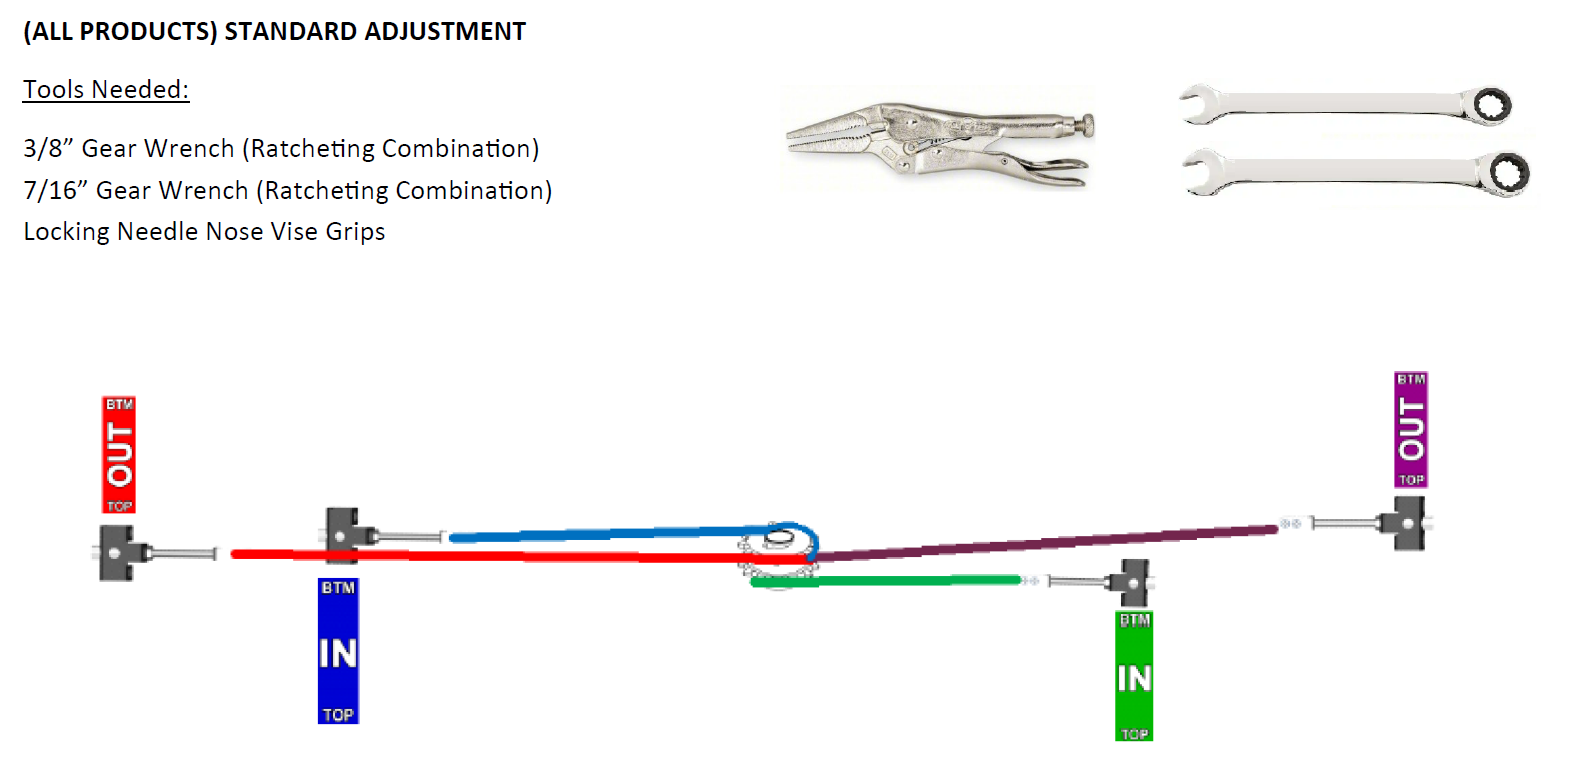 (ALL PRODUCTS) STANDARD ADJUSTMENT
Tools Needed:
3/8” Gear Wrench (Ratcheting Combination)
7/16” Gear Wrench (Ratcheting Combination)
Locking Needle Nose Vise Grips
BTM
OUT
TOP
BTM
IN
TOP
BTM
OUT
TOP
BTM
IN
TOP